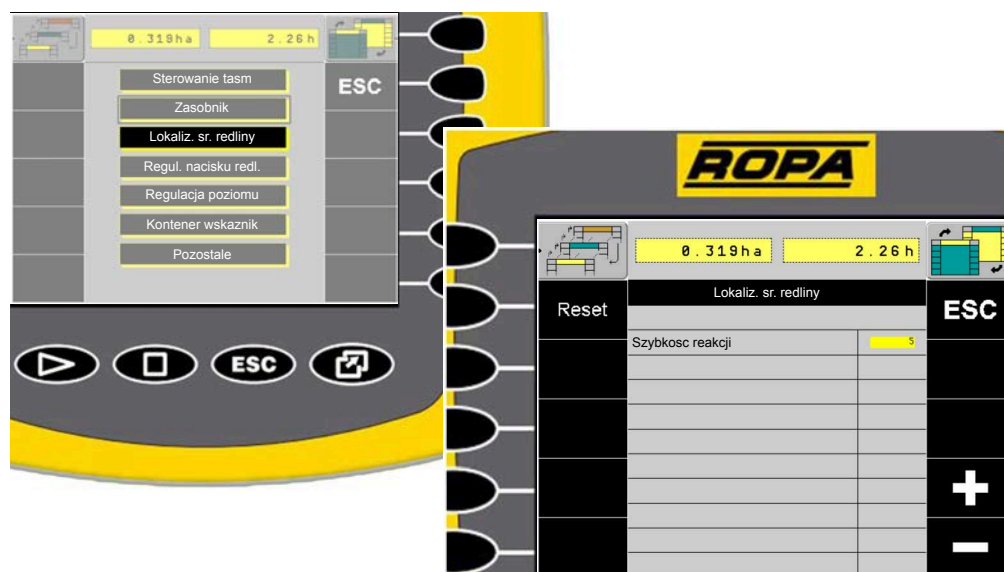 0.319ha 2.26h
Sterowanie tasm
ESC
Zasobnik
Lokaliz. sr. redliny
Regul. nacisku redl.
Regulacja poziomu
Kontener wskaznik
Pozostale
ESC
ROPA
0.319ha 2.26h
Reset
Lokaliz. sr. redliny
ESC
Szybkosc reakcji 5
+
-